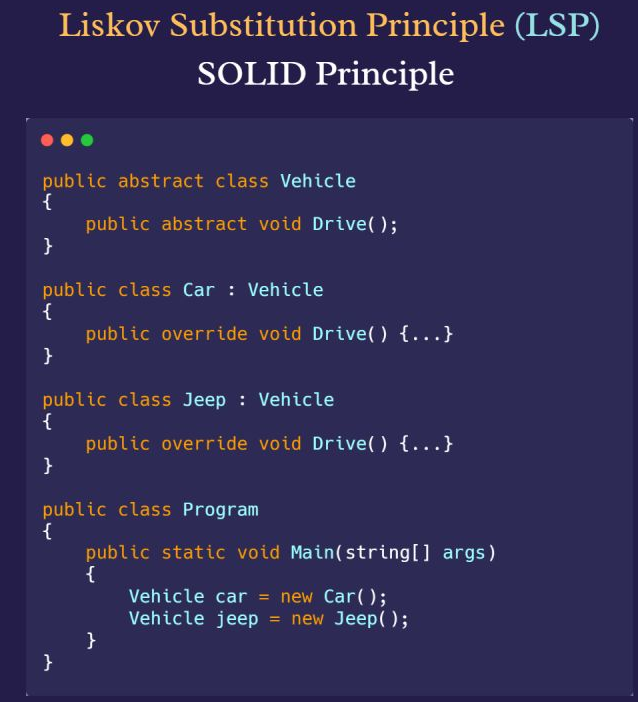 Liskov Substitution Principle (LSP)
SOLID Principle
public abstract class Vehicle
{
    public abstract void Drive();
}
public class Car : Vehicle
{
    public override void Drive() {...}
}
public class Jeep : Vehicle
{
    public override void Drive() {...}
}
public class Program
{
    public static void Main(string[] args)
    {
        Vehicle car = new Car();
        Vehicle jeep = new Jeep();
    }
}